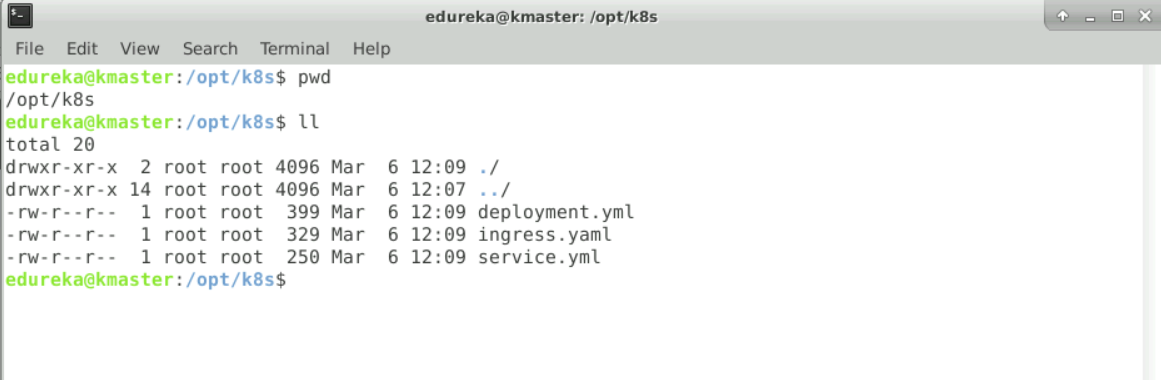 edureka@kmaster: /opt/k8s
File Edit View Search Terminal Help
edureka@kmaster:/opt/k8s$ pwd
/opt/k8s
edureka@kmaster:/opt/k8s$ ll
total 20
drwxr-xr-x  2 root root 4096 Mar  6 12:09 ./
drwxr-xr-x 14 root root 4096 Mar  6 12:07 ../
-rw-r--r--  1 root root  399 Mar  6 12:09 deployment.yml
-rw-r--r--  1 root root  329 Mar  6 12:09 ingress.yaml
-rw-r--r--  1 root root  250 Mar  6 12:09 service.yml
edureka@kmaster:/opt/k8s$